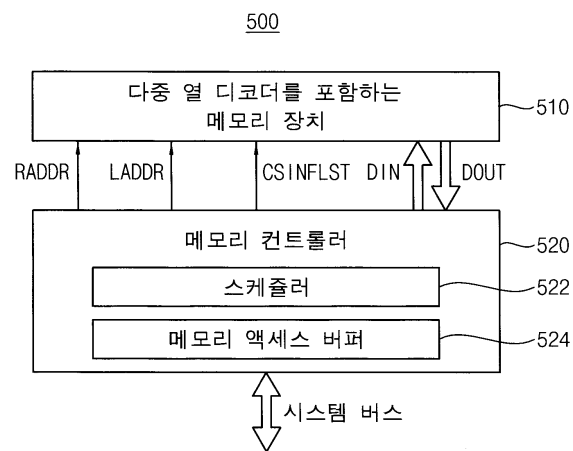 500
다중 열 디코더를 포함하는
메모리 장치
510
RADDR LADDR CSINFLST DIN DOUT
메모리 컨트롤러
520
스케쥴러
522
메모리 액세스 버퍼
524
시스템 버스